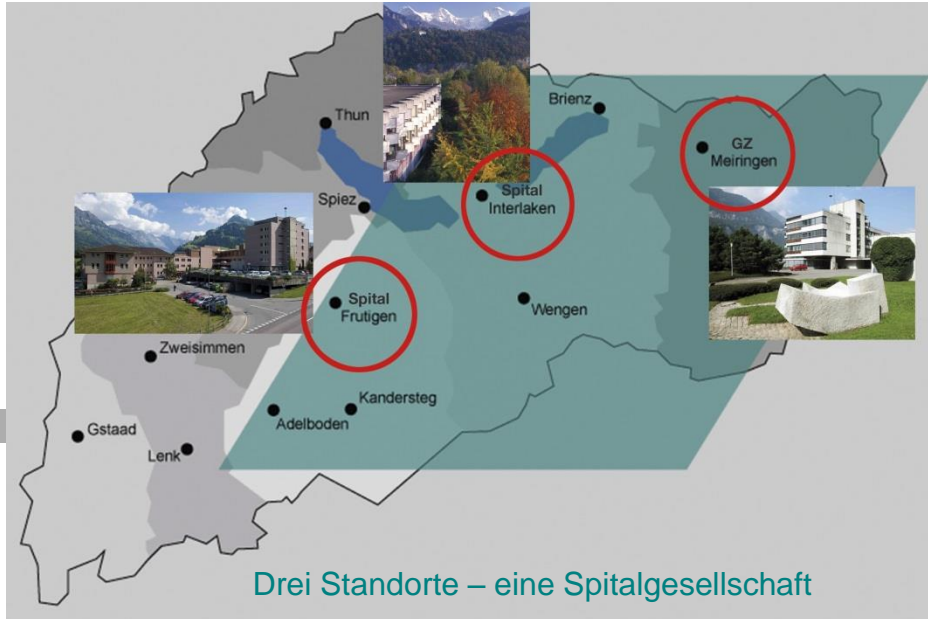 Brienz
Thun
GZ
Meiringen
Spital
Interlaken
Spiez
Spital
Frutigen
Wengen
Zweisimmen
Kandersteg
Adelboden
Gstaad
Lenk
Drei Standorte – eine Spitalgesellschaft